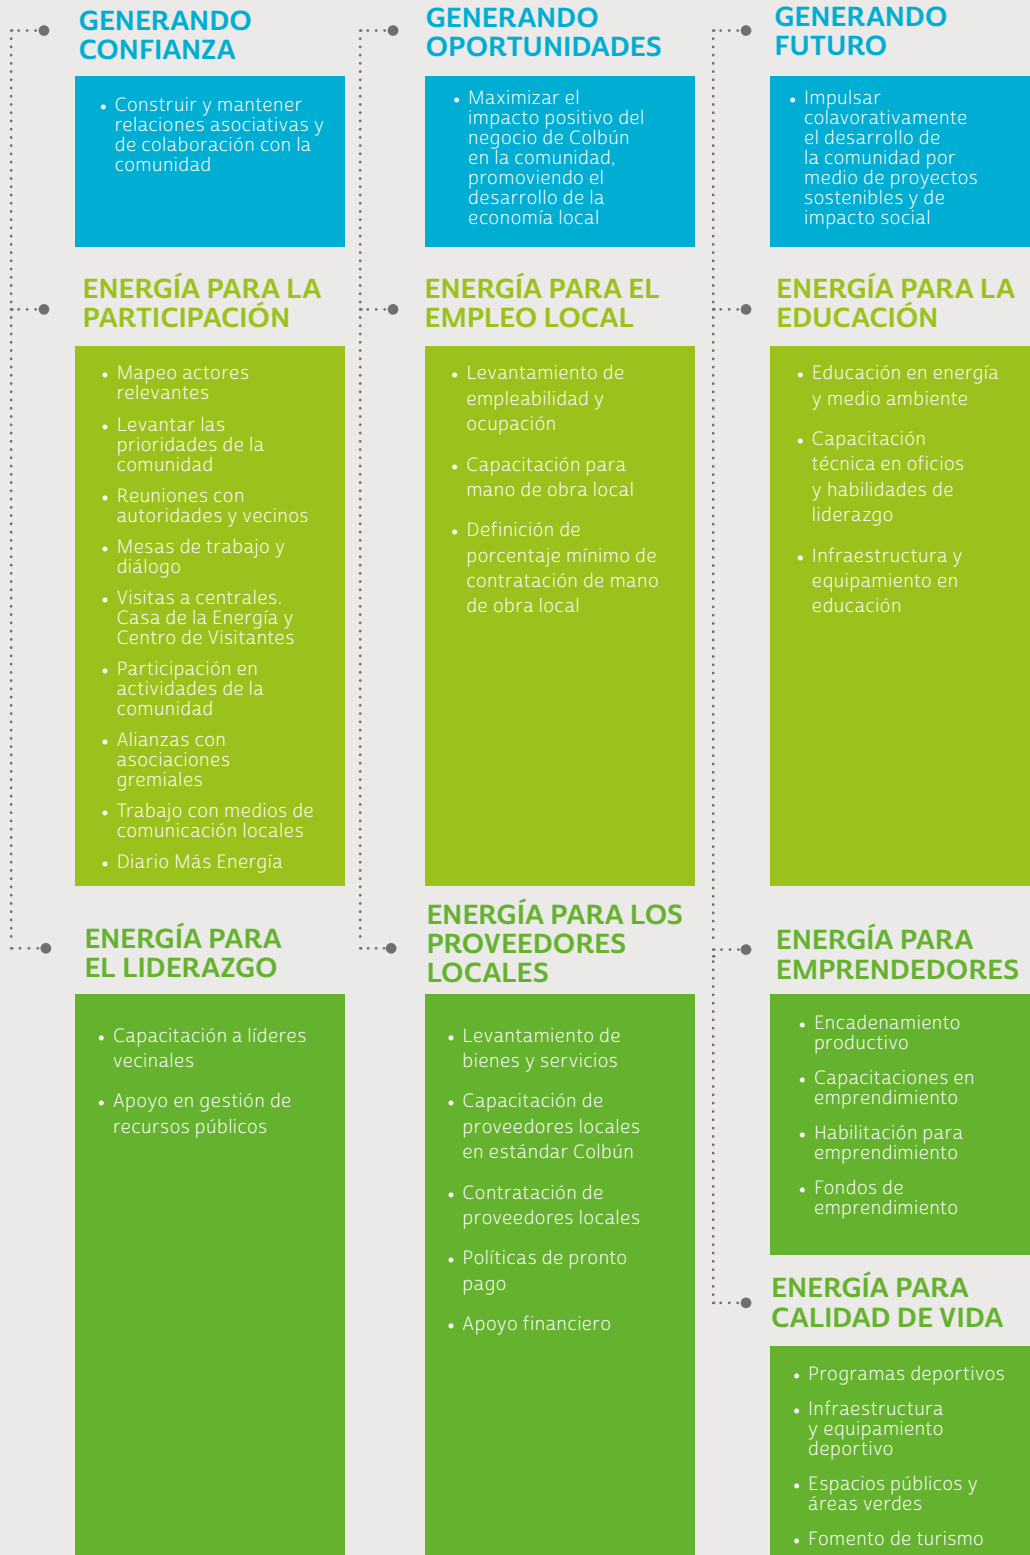 GENERANDO
CONFIANZA
• Construir y mantener
relaciones asociativas y
de colaboración con la
comunidad
ENERGÍA PARA LA
PARTICIPACIÓN
• Mapeo actores
relevantes
• Levantar las
prioridades de la
comunidad
• Reuniones con
autoridades y vecinos
• Mesas de trabajo y
diálogo
• Visitas a centrales.
Casa de la Energía y
Centro de Visitantes
• Participación en
actividades de la
comunidad
• Alianzas con
asociaciones
gremiales
• Trabajo con medios de
comunicación locales
• Diario Más Energía
ENERGÍA PARA
EL LIDERAZGO
• Capacitación a líderes
vecinales
• Apoyo en gestión de
recursos públicos
GENERANDO
OPORTUNIDADES
• Maximizar el
impacto positivo del
negocio de Colbún
en la comunidad,
promoviendo el
desarrollo de la
economía local
ENERGÍA PARA EL
EMPLEO LOCAL
• Levantamiento de
empleabilidad y
ocupación
• Capacitación para
mano de obra local
• Definición de
porcentaje mínimo de
contratación de mano
de obra local
ENERGÍA PARA LOS
PROVEEDORES
LOCALES
• Levantamiento de
bienes y servicios
• Capacitación de
proveedores locales
en estándar Colbún
• Contratación de
proveedores locales
• Políticas de pronto
pago
• Apoyo financiero
GENERANDO
FUTURO
• Impulsar
colavorativamente
el desarrollo de
la comunidad por
medio de proyectos
sostenibles y de
impacto social
ENERGÍA PARA LA
EDUCACIÓN
• Educación en energía
y medio ambiente
• Capacitación
técnica en oficios
y habilidades de
liderazgo
• Infraestructura y
equipamiento en
educación
ENERGÍA PARA
EMPRENDEDORES
• Encadenamiento
productivo
• Capacitaciones en
emprendimiento
• Habilitación para
emprendimiento
• Fondos de
emprendimiento
ENERGÍA PARA
CALIDAD DE VIDA
• Programas deportivos
• Infraestructura
y equipamiento
deportivo
• Espacios públicos y
áreas verdes
• Fomento de turismo